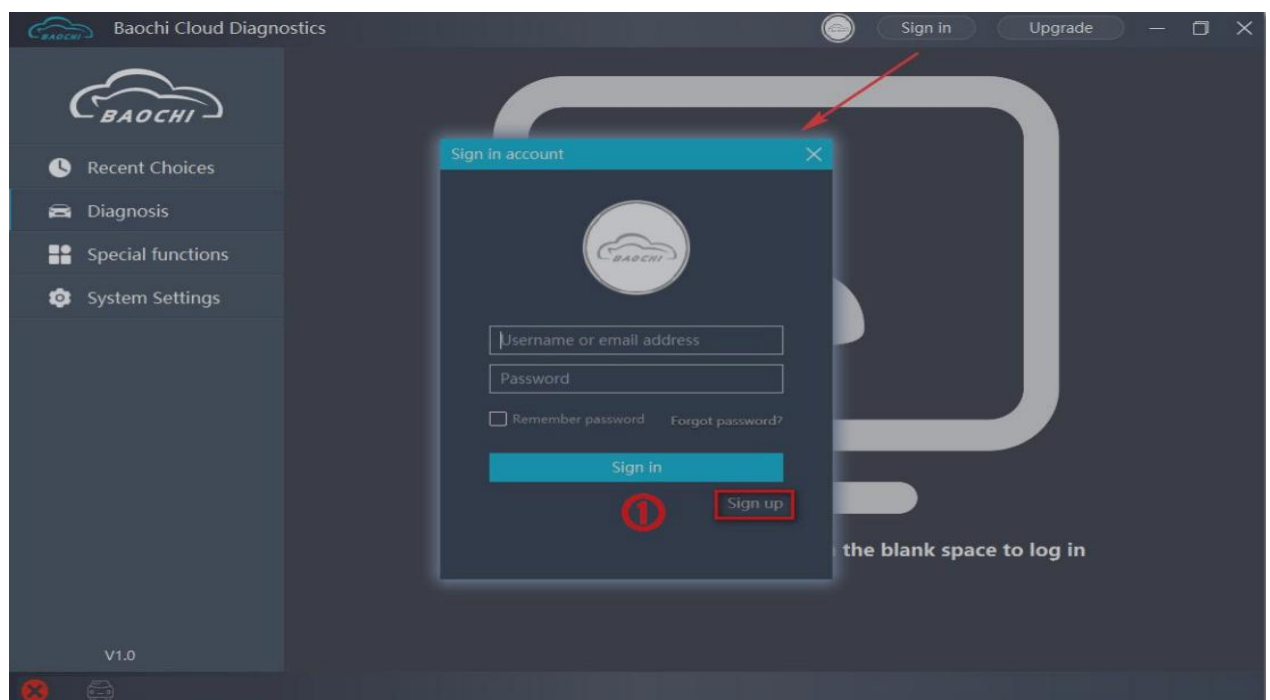 BAOCHI Baochi Cloud Diagnostics Sign in Upgrade
BAOCHI
Recent Choices
Diagnosis
Special functions
System Settings
V1.0
Sign in account
BAOCHI
Username or email address
Password
Remember password Forgot password?
Sign in
① Sign up
the blank space to log in